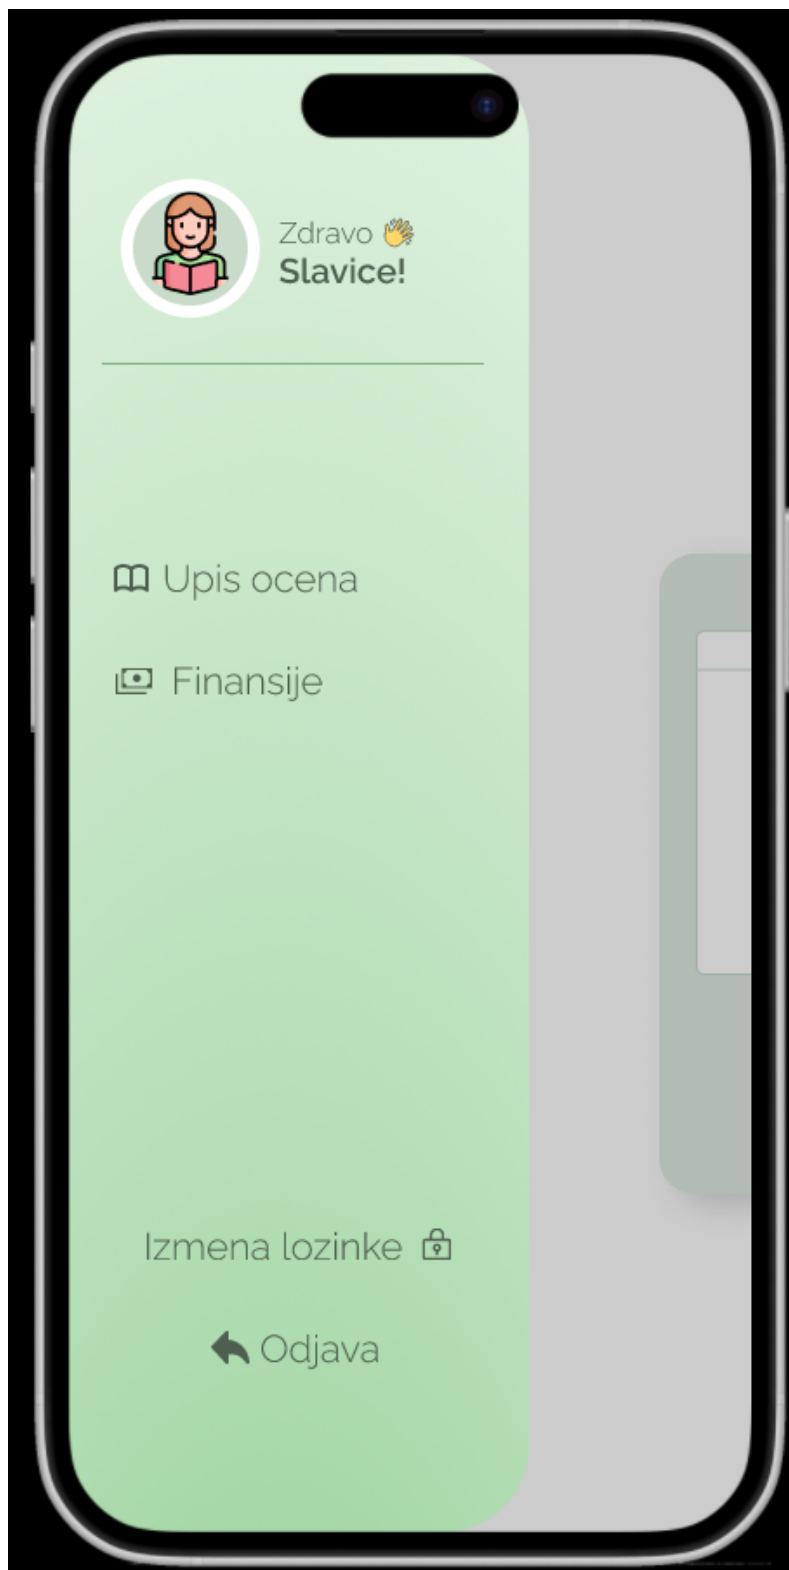 Zdravo 👋
Slavice!
Upis ocena
Finansije
Izmena lozinke
Odjava